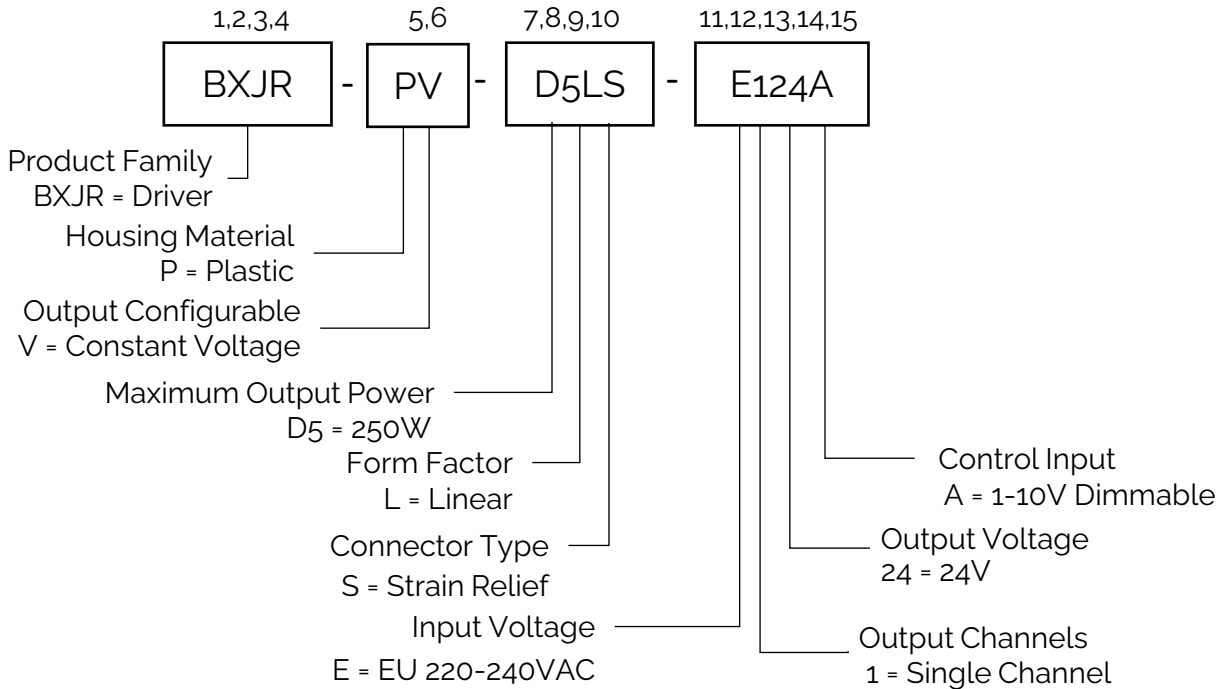 1,2,3,4 5,6 7,8,9,10 11,12,13,14,15
BXJR - PV - D5LS - E124A
Product Family
BXJR = Driver
Housing Material
P = Plastic
Output Configurable
V = Constant Voltage
Maximum Output Power
D5 = 250W
Form Factor
L = Linear
Connector Type
S = Strain Relief
Input Voltage
E = EU 220-240VAC
Control Input
A = 1-10V Dimmable
Output Voltage
24 = 24V
Output Channels
1 = Single Channel